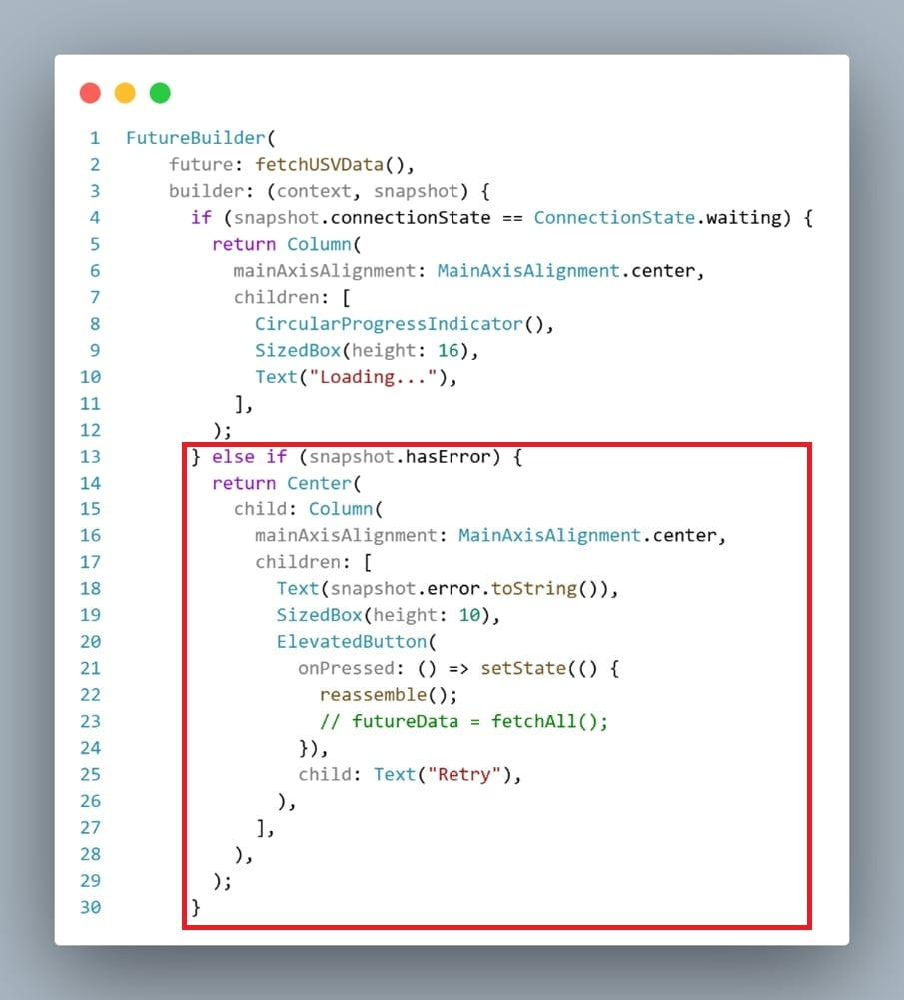 1 FutureBuilder(
2     future: fetchUSVData(),
3     builder: (context, snapshot) {
4       if (snapshot.connectionState == ConnectionState.waiting) {
5         return Column(
6           mainAxisAlignment: MainAxisAlignment.center,
7           children: [
8             CircularProgressIndicator(),
9             SizedBox(height: 16),
10             Text("Loading..."),
11           ],
12         );
13       } else if (snapshot.hasError) {
14         return Center(
15           child: Column(
16             mainAxisAlignment: MainAxisAlignment.center,
17             children: [
18               Text(snapshot.error.toString()),
19               SizedBox(height: 10),
20               ElevatedButton(
21                 onPressed: () => setState(() {
22                   reassemble();
23                   // futureData = fetchAll();
24                 }),
25                 child: Text("Retry"),
26               ),
27             ],
28           ),
29         );
30       }